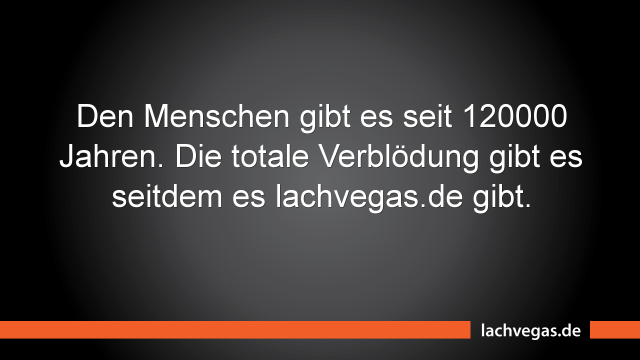 Den Menschen gibt es seit 120000
Jahren. Die totale Verblödung gibt es
seitdem es lachvegas.de gibt.
lachvegas.de